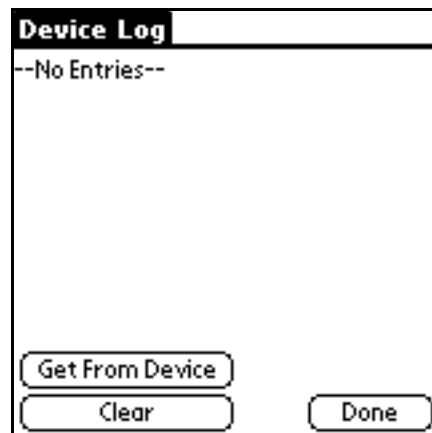 Device Log
--No Entries--
Get From Device
Clear
Done